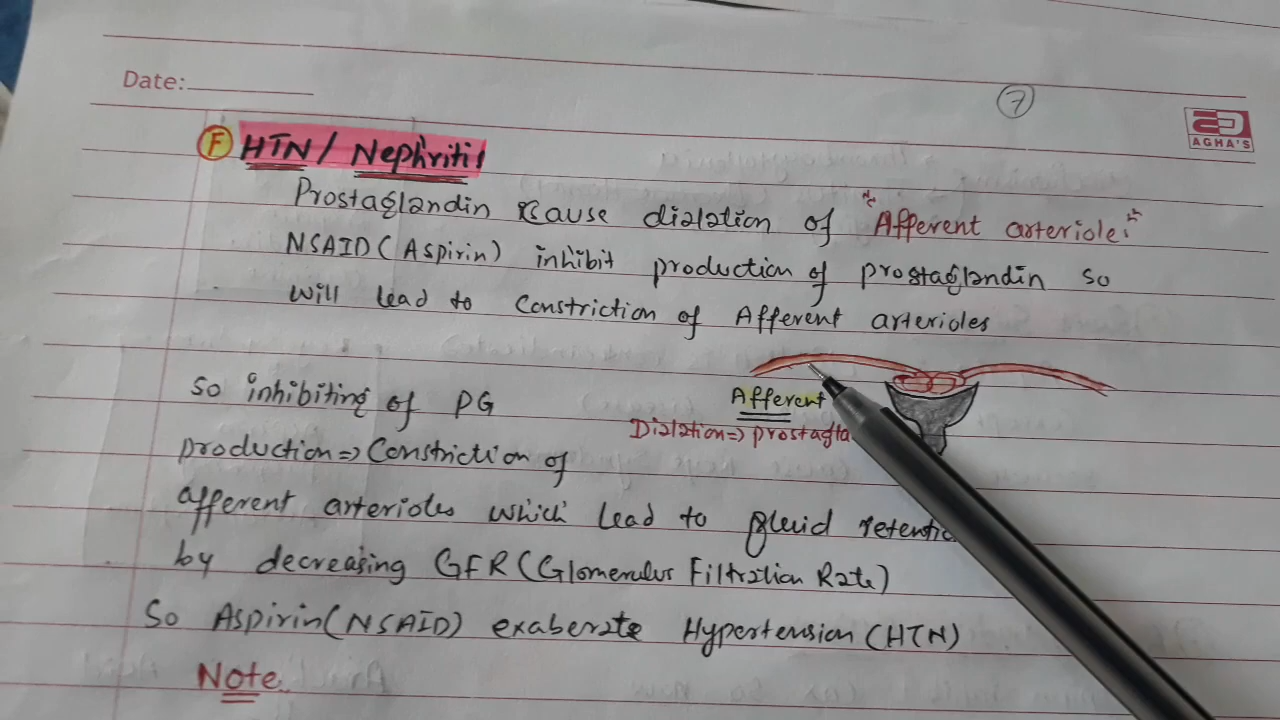 Date:
7
AGHA'S
F HTN / Nephritis
Prostaglandin cause dialation of "Afferent arteriole."
NSAID (Aspirin) inhibit production of prostaglandin so
will lead to Constriction of Afferent arterioles
Afferent
Dialation => prostagla
So inhibiting of PG
production => Constriction of
afferent arterioles which lead to fluid retentio
by decreasing GFR (Glomerulus Filtration Rate)
So Aspirin (NSAID) exaberate Hypertension (HTN)
Note